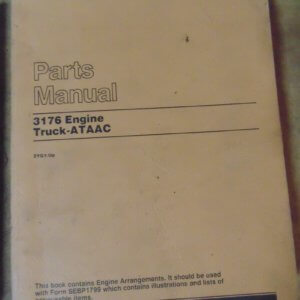 Parts
Manual
3176 Engine
Truck-ATAAC
This book contains Engine Arrangements. It should be used
with Form SEBP1799 which contains illustrations and lists of
items.